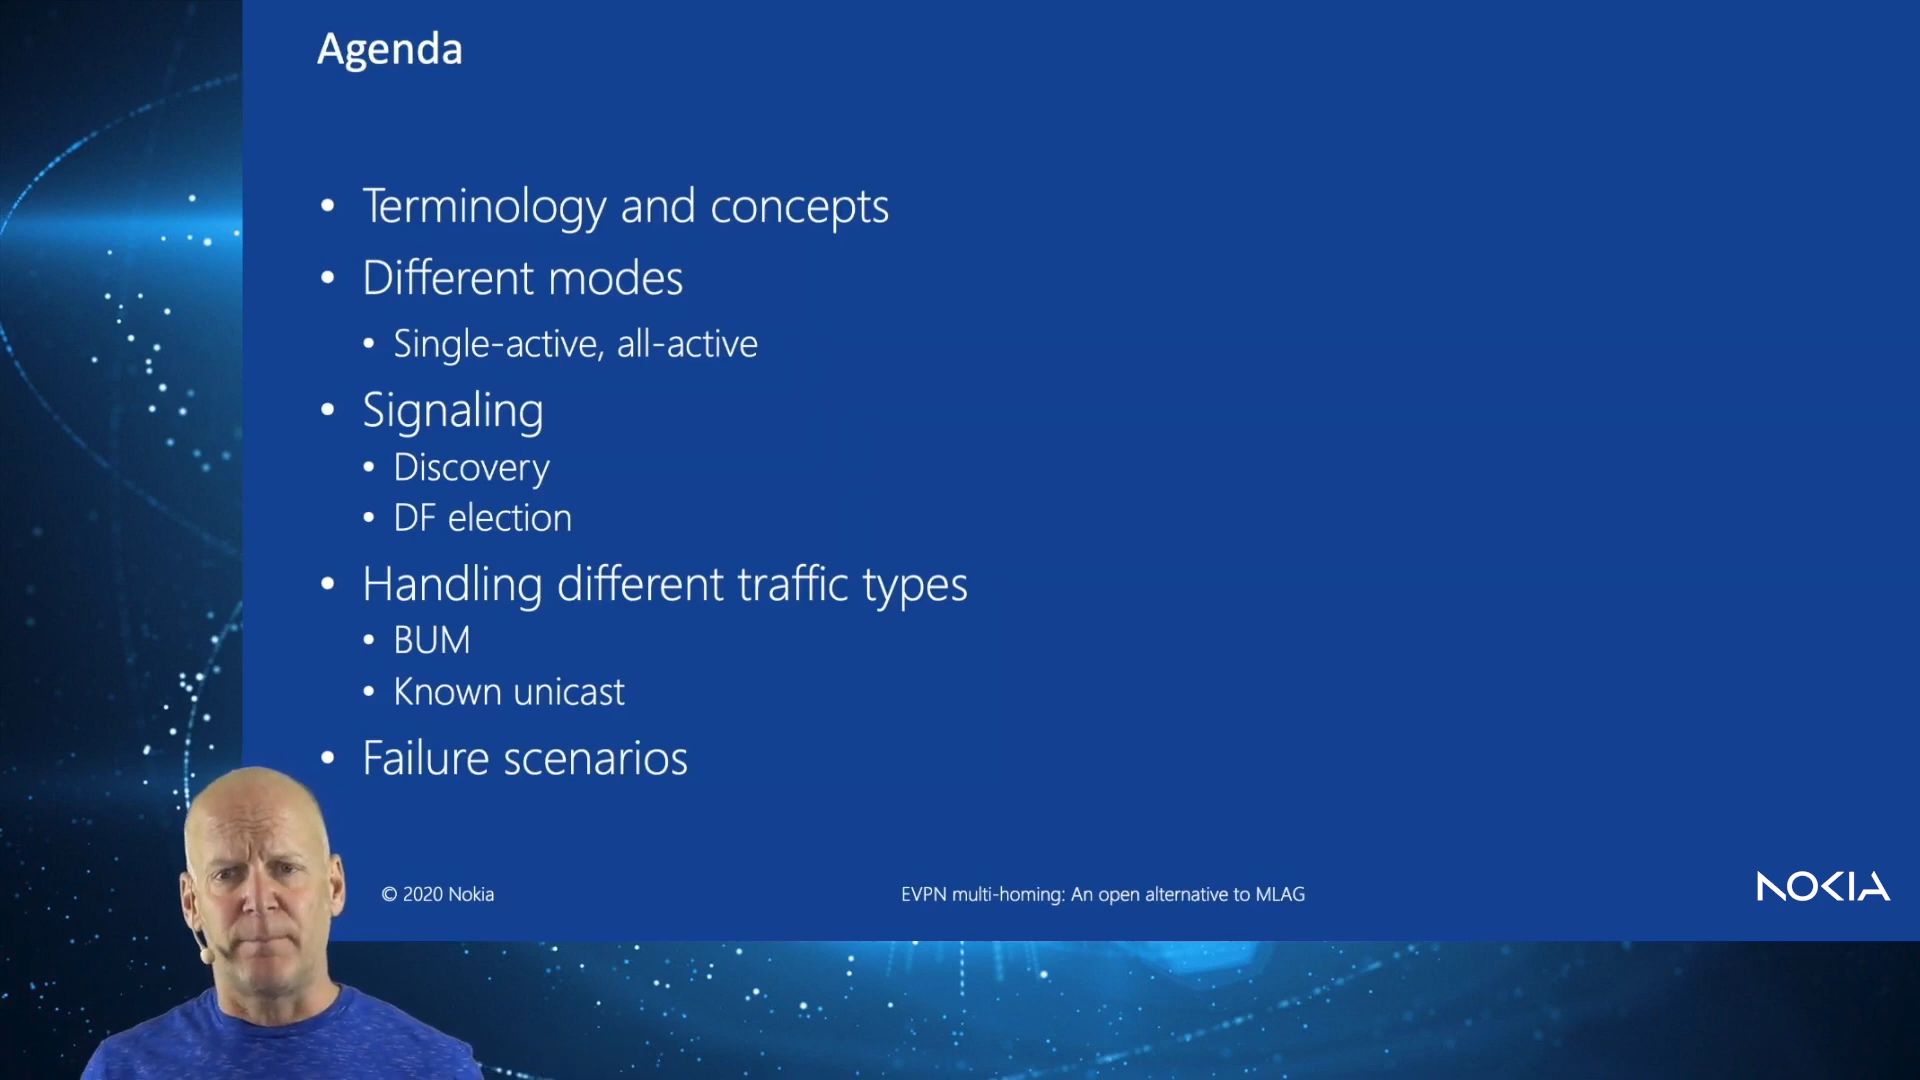 Agenda
• Terminology and concepts
• Different modes
• Single-active, all-active
• Signaling
• Discovery
• DF election
• Handling different traffic types
• BUM
• Known unicast
• Failure scenarios
© 2020 Nokia
EVPN multi-homing: An open alternative to MLAG
NOKIA